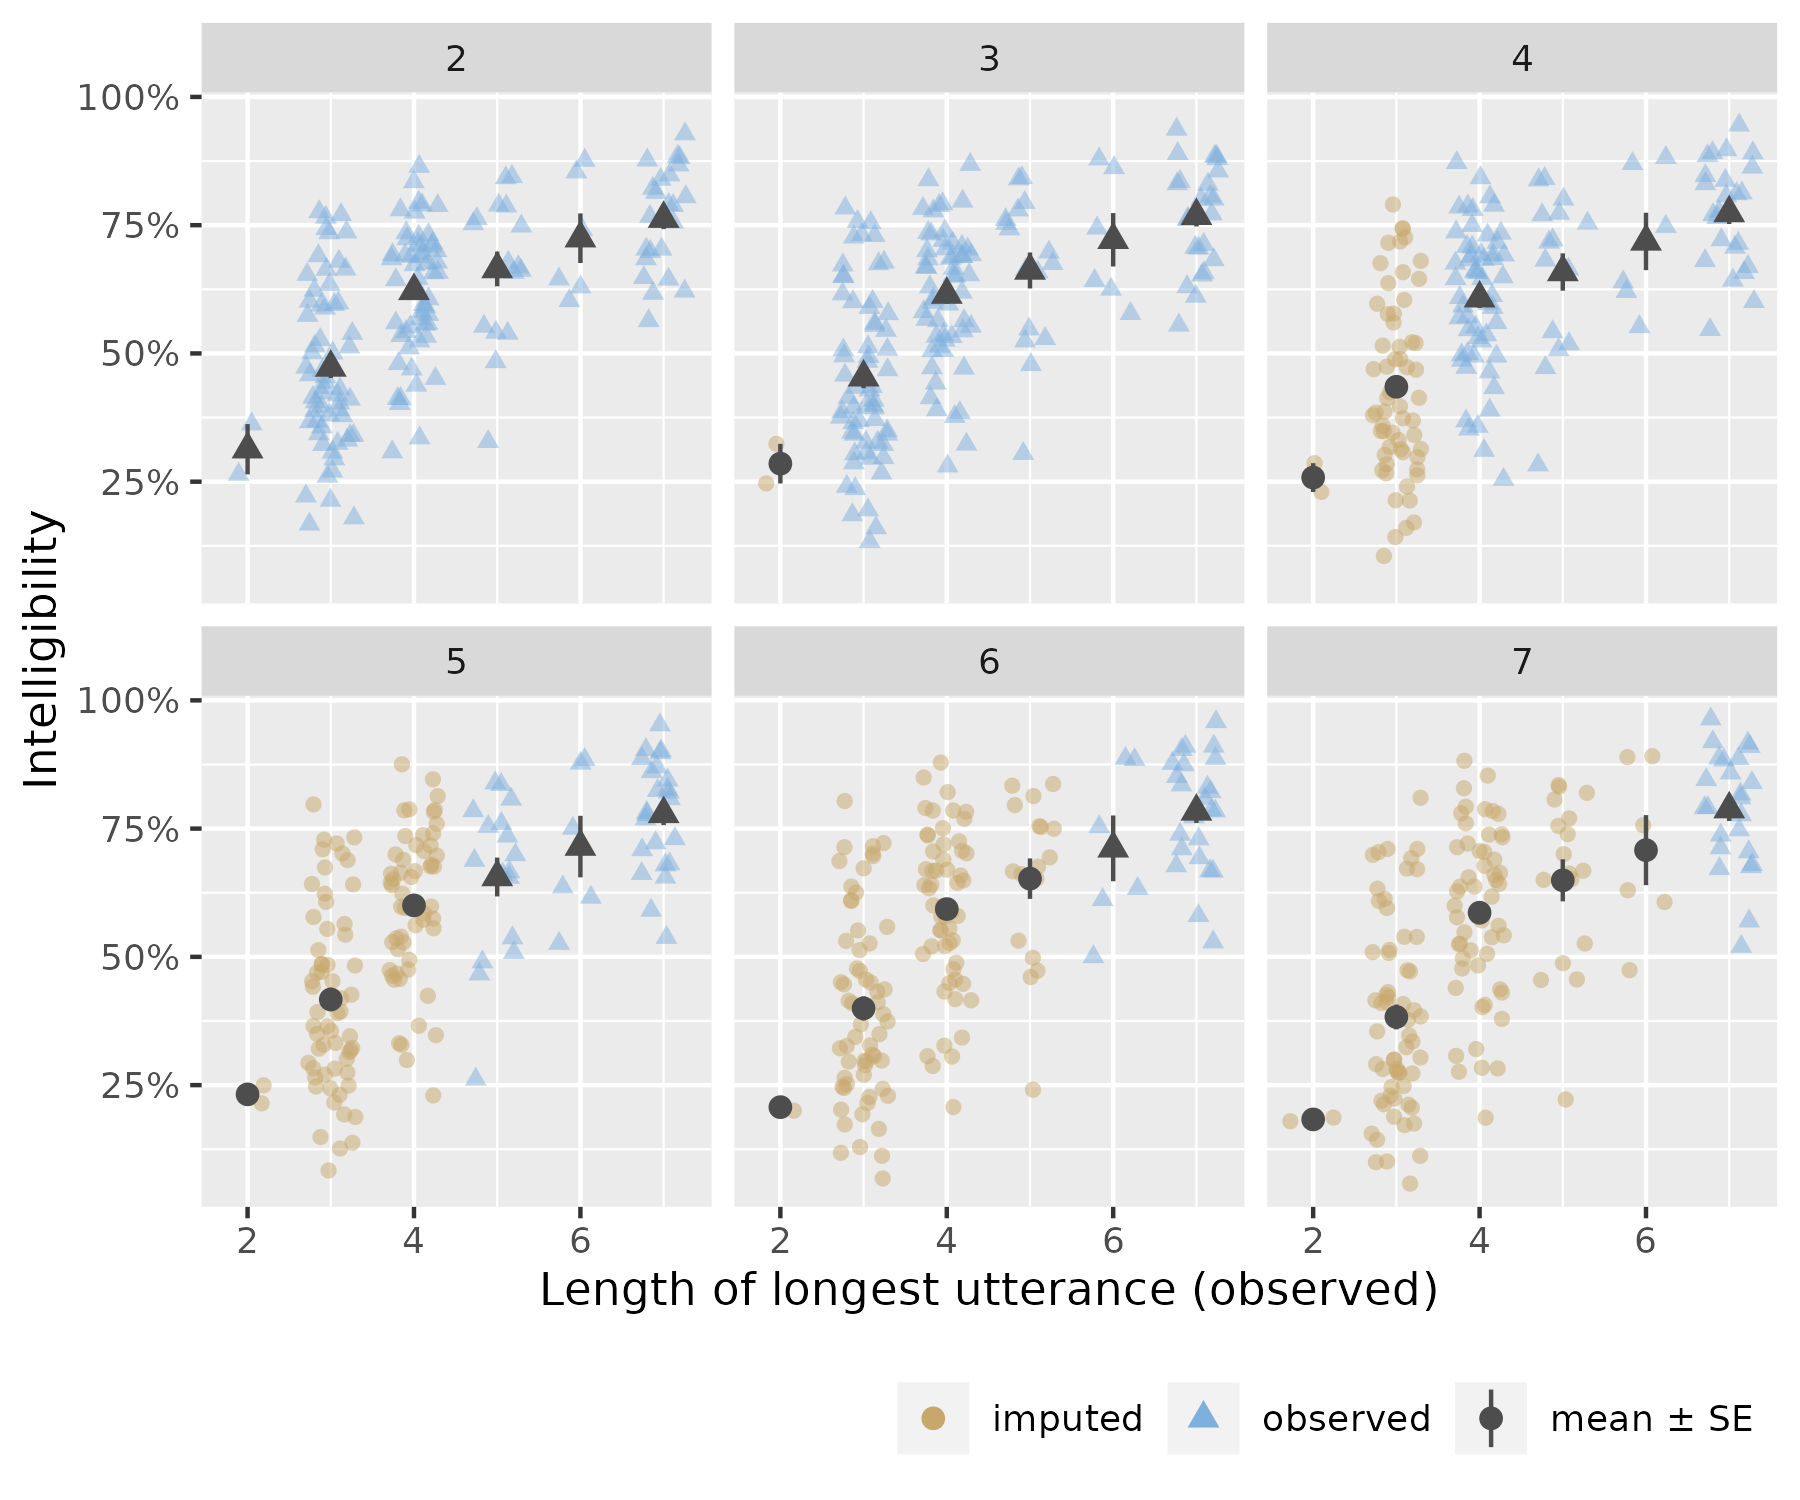 2 3 4
100%
75%
50%
25%
Intelligibility
5 6 7
100%
75%
50%
25%
2 4 6 2 4 6 2 4 6
Length of longest utterance (observed)
imputed observed mean ± SE